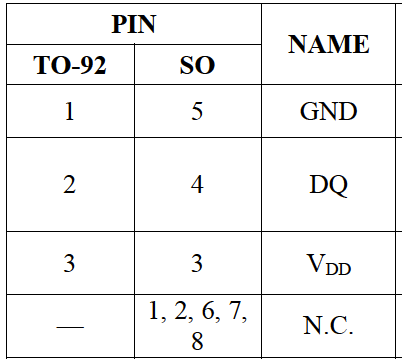 PIN
NAME
TO-92 SO
1 5 GND
2 4 DQ
3 3 VDD
— 1, 2, 6, 7, N.C.
8